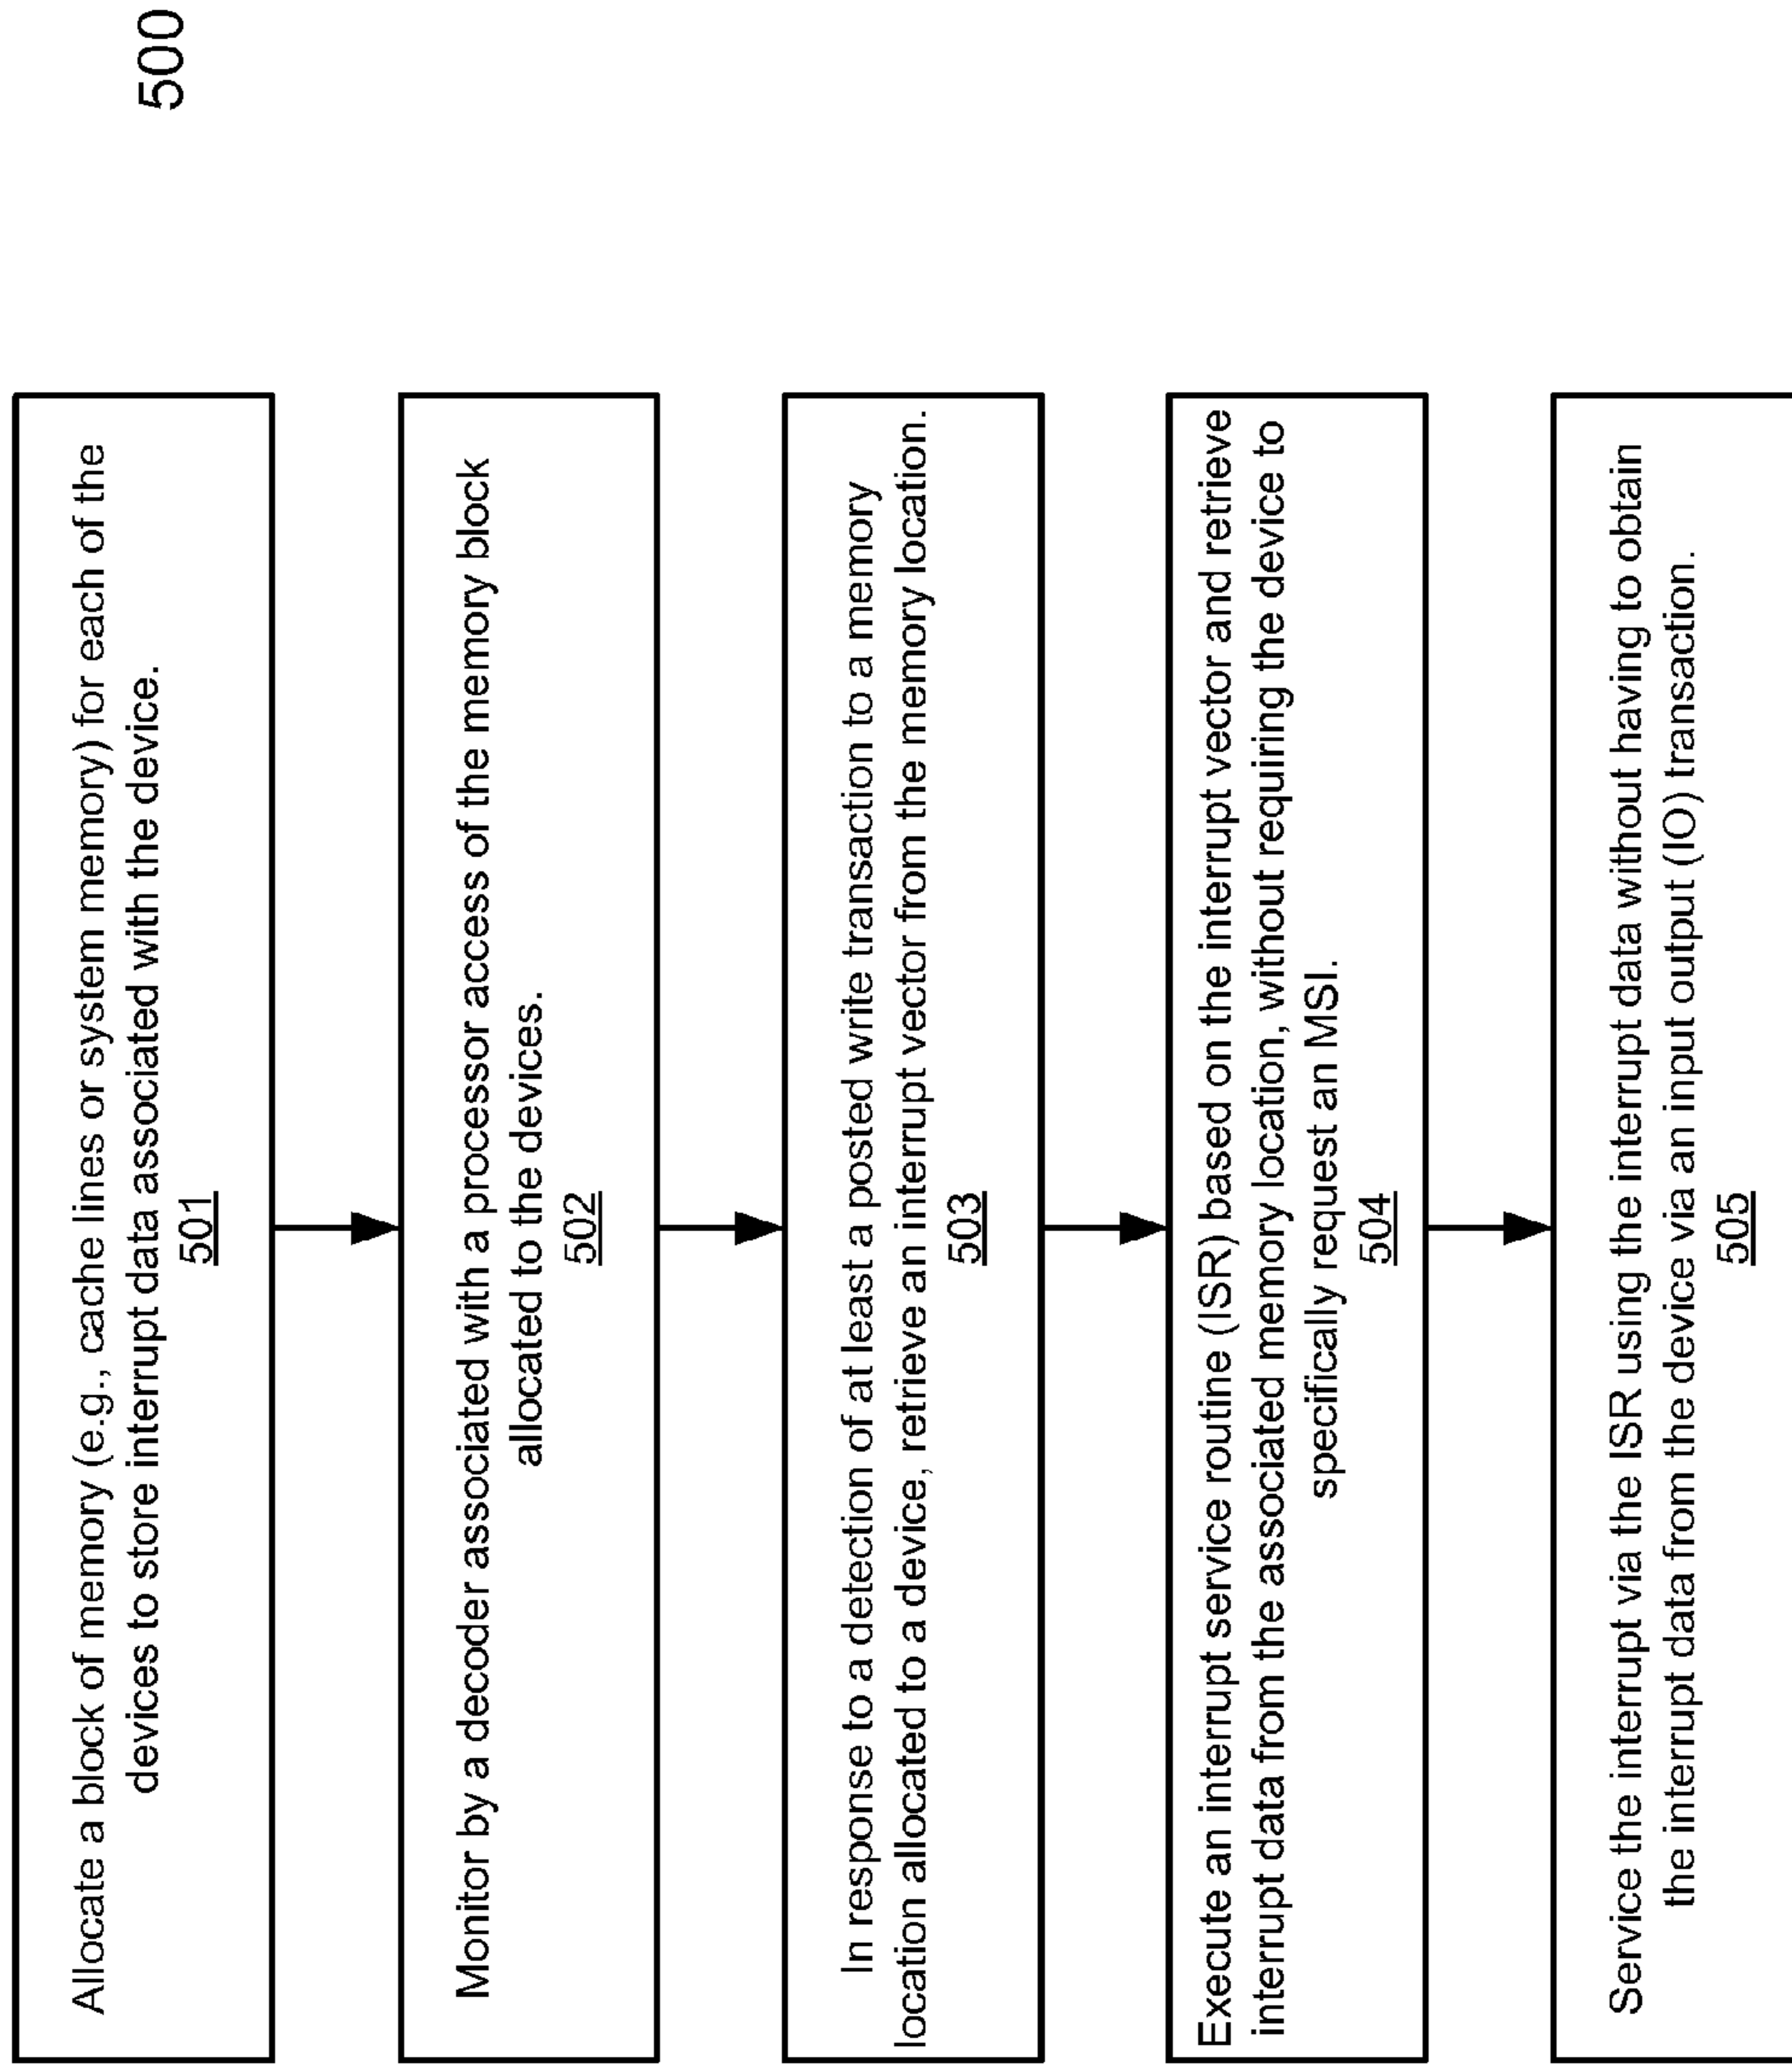 500
Allocate a block of memory (e.g., cache lines or system memory) for each of the
devices to store interrupt data associated with the device.
501
Monitor by a decoder associated with a processor access of the memory block
allocated to the devices.
502
In response to a detection of at least a posted write transaction to a memory
location allocated to a device, retrieve an interrupt vector from the memory location.
503
Execute an interrupt service routine (ISR) based on the interrupt vector and retrieve
interrupt data from the associated memory location, without requiring the device to
specifically request an MSI.
504
Service the interrupt via the ISR using the interrupt data without having to obtain
the interrupt data from the device via an input output (IO) transaction.
505